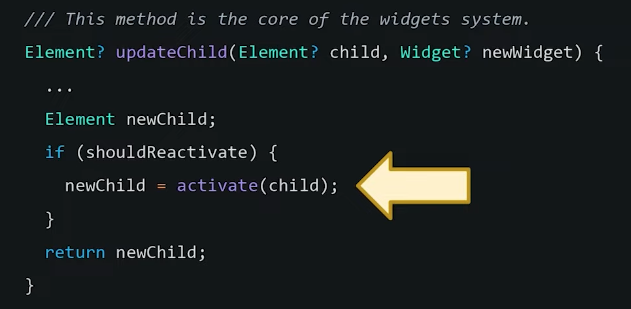 /// This method is the core of the widgets system.
Element? updateChild(Element? child, Widget? newWidget) {
...
Element newChild;
if (shouldReactivate) {
newChild = activate(child);
}
return newChild;
}